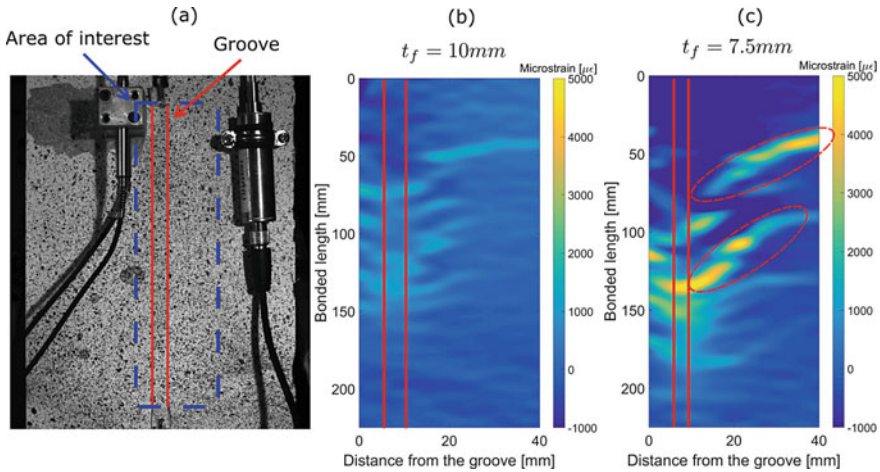 (a)
Area of interest
Groove
(b)
t_f = 10mm
Microstrain [με]
5000
4000
3000
2000
1000
0
-1000
0
50
100
150
200
Bonded length [mm]
0
20
40
Distance from the groove [mm]
(c)
t_f = 7.5mm
Microstrain [με]
5000
4000
3000
2000
1000
0
-1000
0
50
100
150
200
Bonded length [mm]
0
20
40
Distance from the groove [mm]